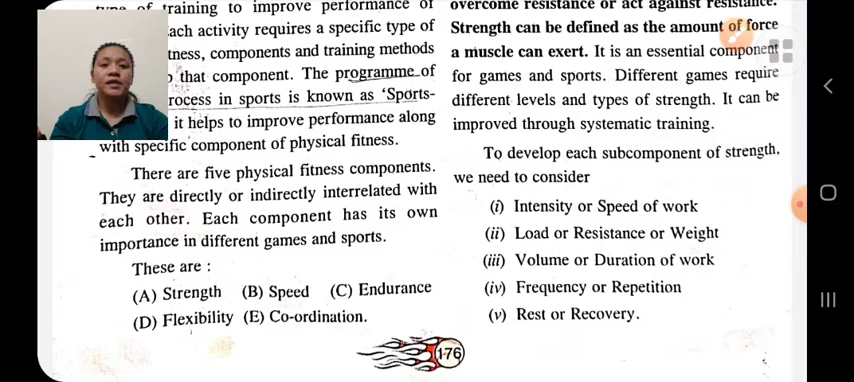 of training to improve performance of
ach activity requires a specific type of
tness, components and training methods
that component. The programme of
rocess in sports is known as ‘Sports-
it helps to improve performance along
with specific component of physical fitness.
There are five physical fitness components.
They are directly or indirectly interrelated with
each other. Each component has its own
importance in different games and sports.
These are :
(A) Strength (B) Speed (C) Endurance
(D) Flexibility (E) Co-ordination.
overcome resistance or act against resistance.
Strength can be defined as the amount of force
a muscle can exert. It is an essential component
for games and sports. Different games require
different levels and types of strength. It can be
improved through systematic training.
To develop each subcomponent of strength,
we need to consider
(i) Intensity or Speed of work
(ii) Load or Resistance or Weight
(iii) Volume or Duration of work
(iv) Frequency or Repetition
(v) Rest or Recovery.
176